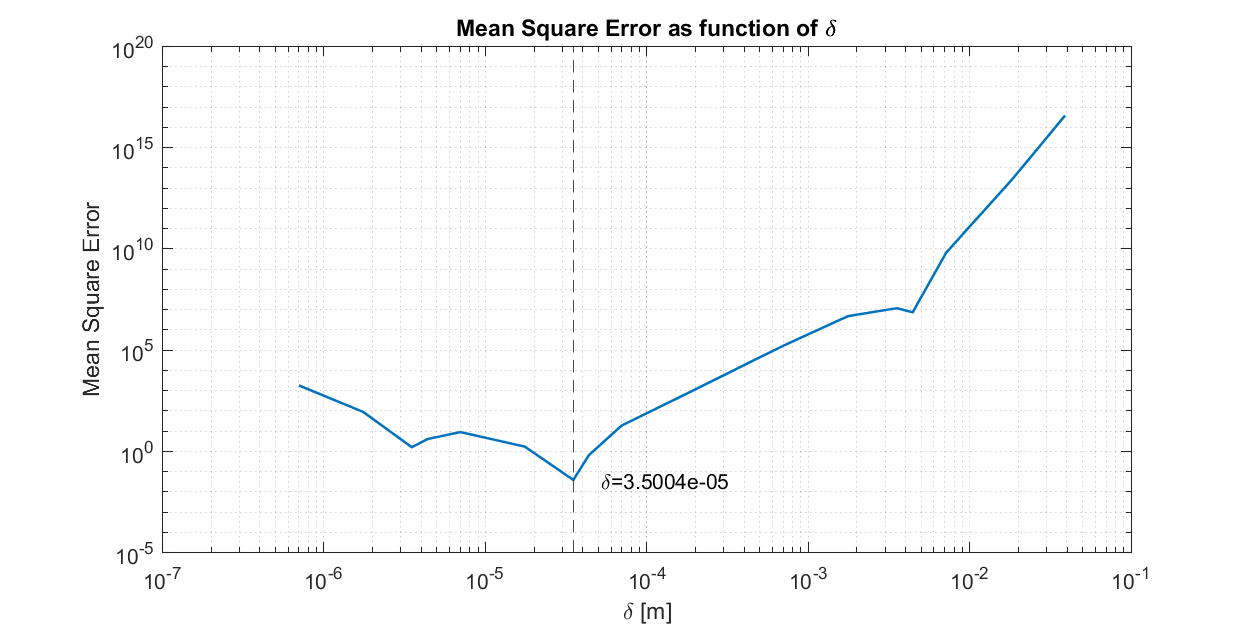 Mean Square Error as function of δ
10^20
10^15
10^10
10^5
10^0
10^-5
Mean Square Error
δ=3.5004e-05
10^-7 10^-6 10^-5 10^-4 10^-3 10^-2 10^-1
δ [m]